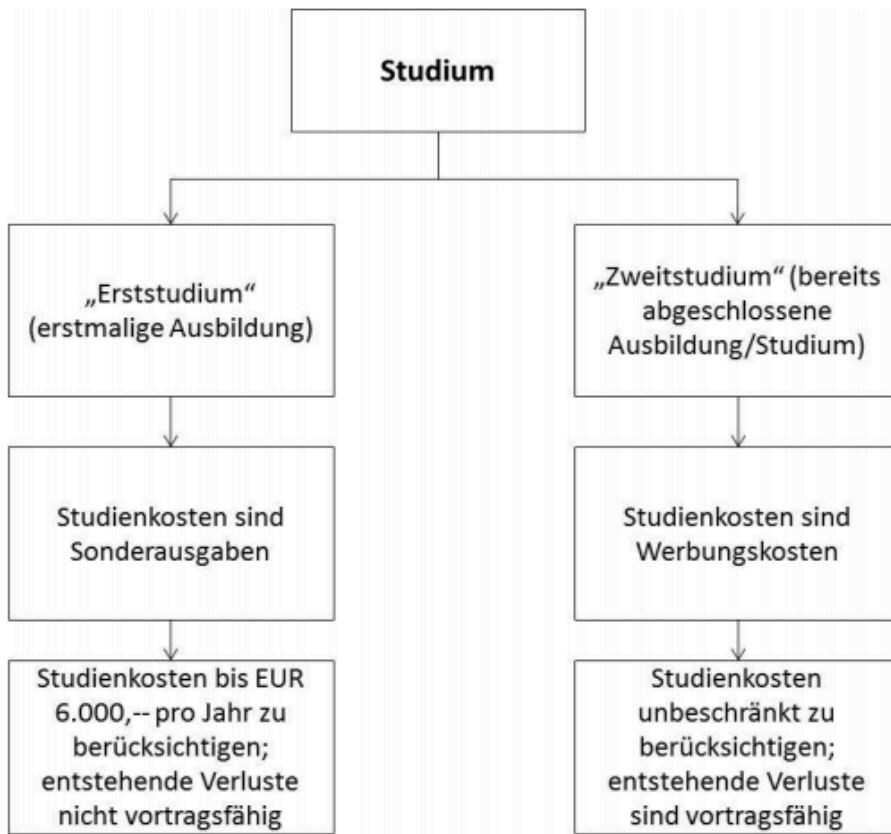 Studium
„Erststudium“
(erstmalige Ausbildung)
Studienkosten sind
Sonderausgaben
Studienkosten bis EUR
6.000,-- pro Jahr zu
berücksichtigen;
entstehende Verluste
nicht vortragsfähig
„Zweitstudium“ (bereits
abgeschlossene
Ausbildung/Studium)
Studienkosten sind
Werbungskosten
Studienkosten
unbeschränkt zu
berücksichtigen;
entstehende Verluste
sind vortragsfähig